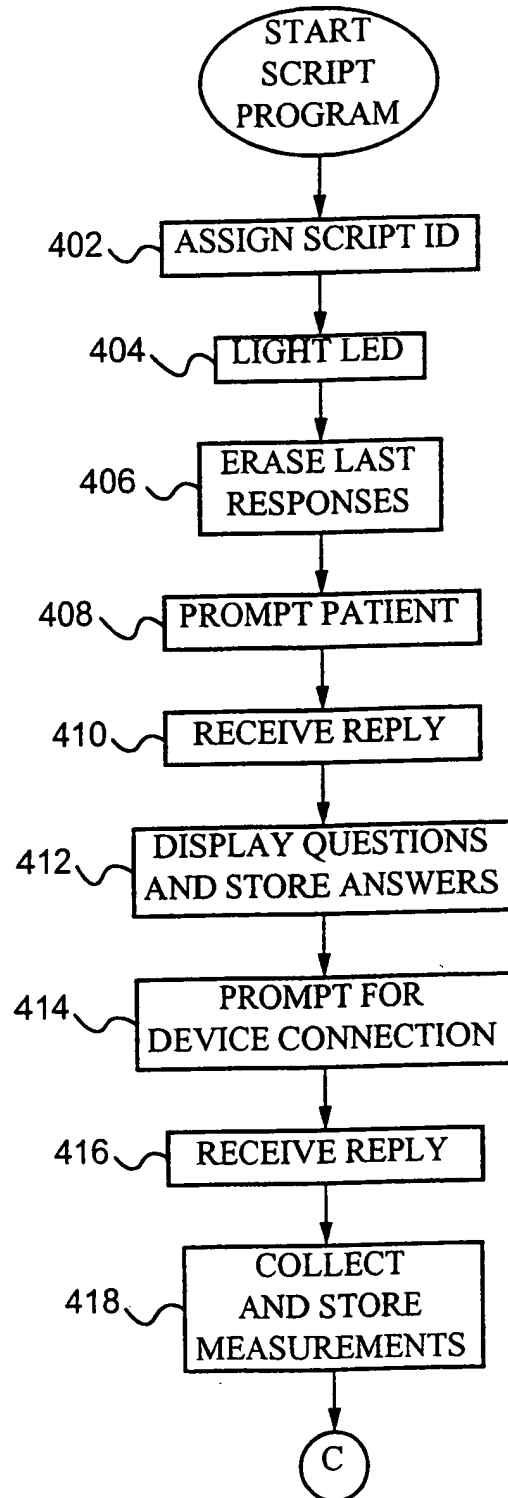 START
SCRIPT
PROGRAM
402 ASSIGN SCRIPT ID
404 LIGHT LED
406 ERASE LAST
RESPONSES
408 PROMPT PATIENT
410 RECEIVE REPLY
412 DISPLAY QUESTIONS
AND STORE ANSWERS
414 PROMPT FOR
DEVICE CONNECTION
416 RECEIVE REPLY
418 COLLECT
AND STORE
MEASUREMENTS
C